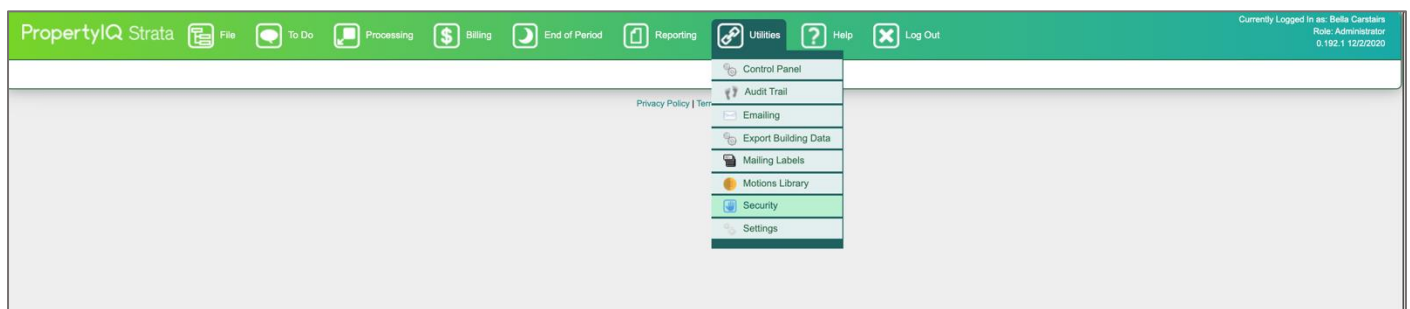 PropertyIQ Strata
File
To Do
Processing
Billing
End of Period
Reporting
Utilities
Help
Log Out
Currently Logged In as: Bella Carstairs
Role: Administrator
0.192.1 12/2/2020
Control Panel
Audit Trail
Emailing
Export Building Data
Mailing Labels
Motions Library
Security
Settings
Privacy Policy |